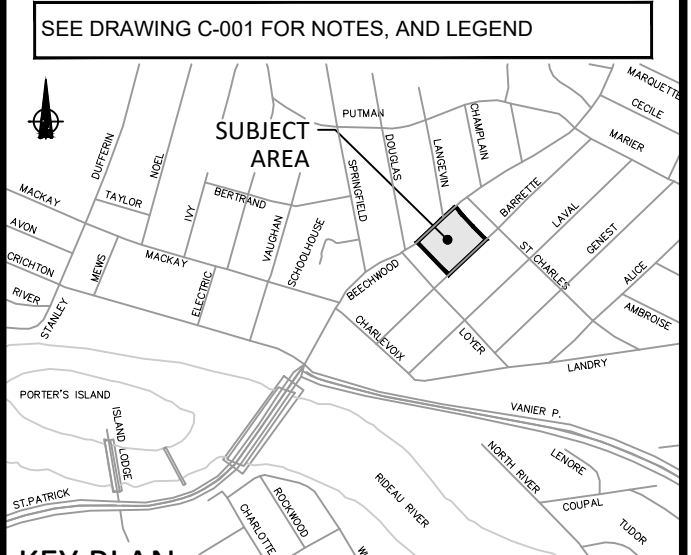 SEE DRAWING C-001 FOR NOTES, AND LEGEND
MARQUETTE
CECILE
MARIER
PUTMAN
CHAMPLAIN
SUBJECT
AREA
DOUGLAS
LANGEVIN
DUFFERIN
NOEL
SPRINGFIELD
MACKAY
TAYLOR
IVY
BERTRAND
BARRETTE
LAVAL
AVON
VAUGHAN
SCHOOLHOUSE
GENEST
CRICHTON
MEWS
MACKAY
ST. CHARLES
ALICE
RIVER
STANLEY
ELECTRIC
BEECHWOOD
AMBROISE
CHARLEVOIX
LOYER
LANDRY
PORTER'S ISLAND
ISLAND LODGE
VANIER P.
NORTH RIVER
LENORE
ST.PATRICK
RIDEAU RIVER
COUPAL
ROCKWOOD
CHARLOTTE
TUDOR
KEY PLAN